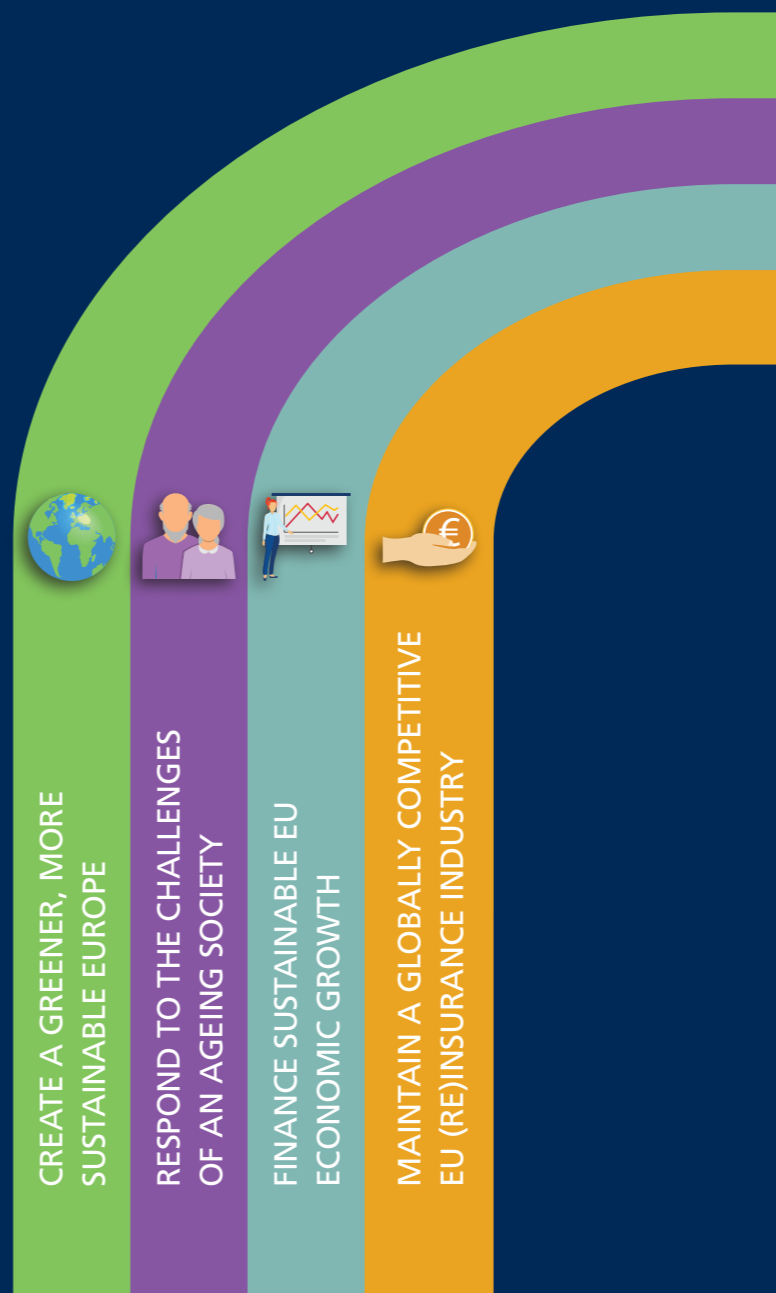 CREATE A GREENER, MORE
SUSTAINABLE EUROPE
RESPOND TO THE CHALLENGES
OF AN AGEING SOCIETY
FINANCE SUSTAINABLE EU
ECONOMIC GROWTH
MAINTAIN A GLOBALLY COMPETITIVE
EU (RE)INSURANCE INDUSTRY
€